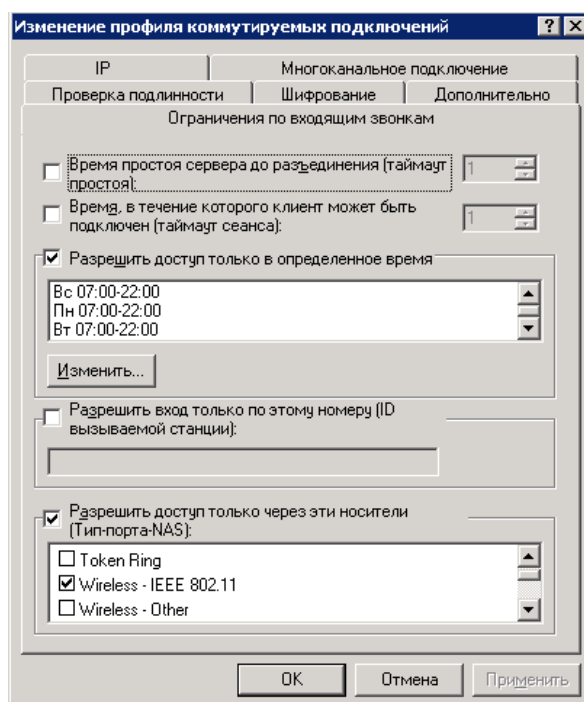 Изменение профиля коммутируемых подключений
IP
Многоканальное подключение
Проверка подлинности
Шифрование
Дополнительно
Ограничения по входящим звонкам
Время простоя сервера до разъединения (таймаут
простоя):
1
Время, в течение которого клиент может быть
подключен (таймаут сеанса):
1
Разрешить доступ только в определенное время
Вс 07:00-22:00
Пн 07:00-22:00
Вт 07:00-22:00
Изменить...
Разрешить вход только по этому номеру (ID
вызываемой станции):
Разрешить доступ только через эти носители
(Тип-порта-NAS):
Token Ring
Wireless - IEEE 802.11
Wireless - Other
OK
Отмена
Применить